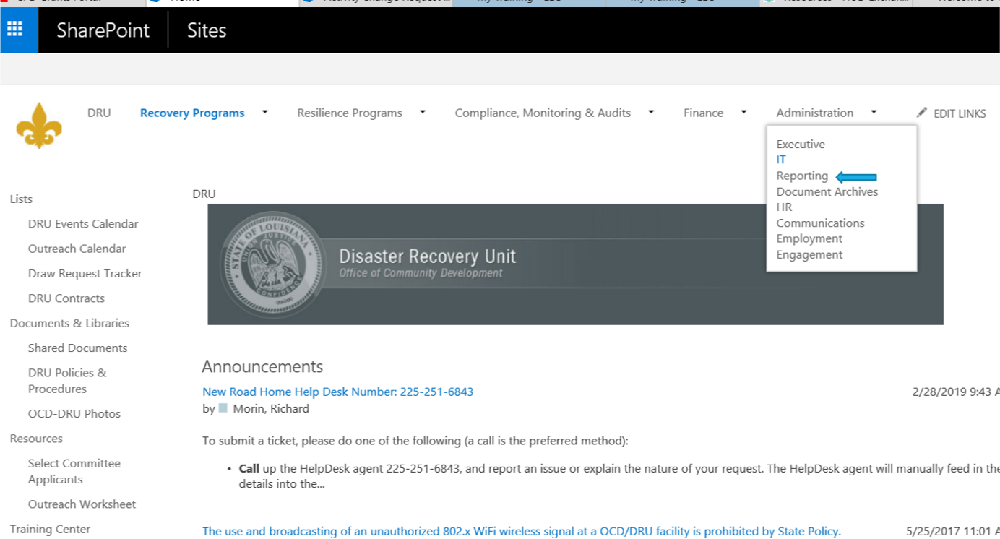 SharePoint Sites
DRU Recovery Programs Resilience Programs Compliance, Monitoring & Audits Finance Administration EDIT LINKS
Executive
IT
Reporting
Document Archives
HR
Communications
Employment
Engagement
Lists
DRU Events Calendar
Outreach Calendar
Draw Request Tracker
DRU Contracts
Documents & Libraries
Shared Documents
DRU Policies &
Procedures
OCD-DRU Photos
Resources
Select Committee
Applicants
Outreach Worksheet
Training Center
DRU
STATE OF LOUISIANA
UNION JUSTICE
CONFIDENCE
Disaster Recovery Unit
Office of Community Development
Announcements
New Road Home Help Desk Number: 225-251-6843 2/28/2019 9:43 A
by Morin, Richard
To submit a ticket, please do one of the following (a call is the preferred method):
• Call up the HelpDesk agent 225-251-6843, and report an issue or explain the nature of your request. The HelpDesk agent will manually feed in the
details into the...
The use and broadcasting of an unauthorized 802.x WiFi wireless signal at a OCD/DRU facility is prohibited by State Policy. 5/25/2017 11:01 A